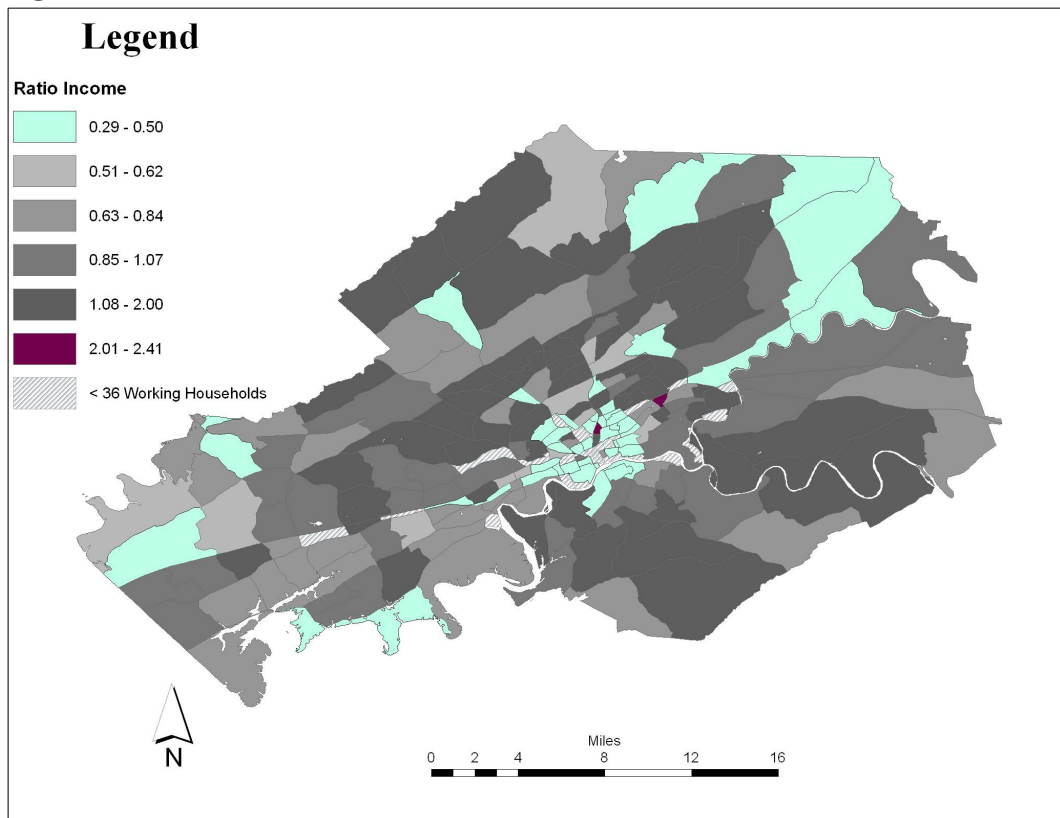 Legend
Ratio Income
0.29 - 0.50
0.51 - 0.62
0.63 - 0.84
0.85 - 1.07
1.08 - 2.00
2.01 - 2.41
< 36 Working Households
N
Miles
0 2 4 8 12 16